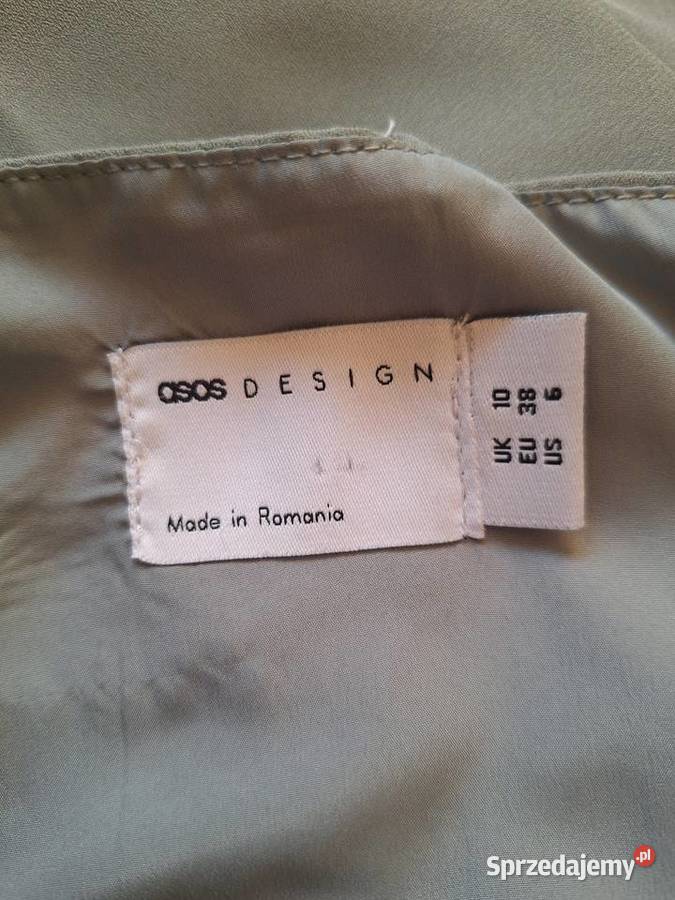 asos DESIGN
Made in Romania
UK 10
EU 38
US 6
Sprzedajemy.pl